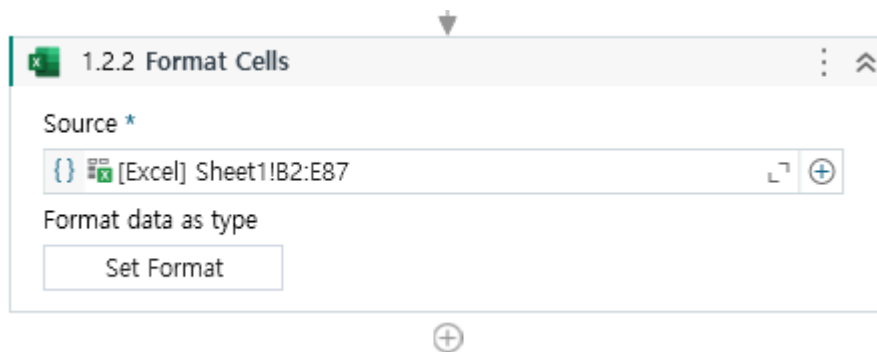 1.2.2 Format Cells
Source *
{} [Excel] Sheet1!B2:E87
Format data as type
Set Format